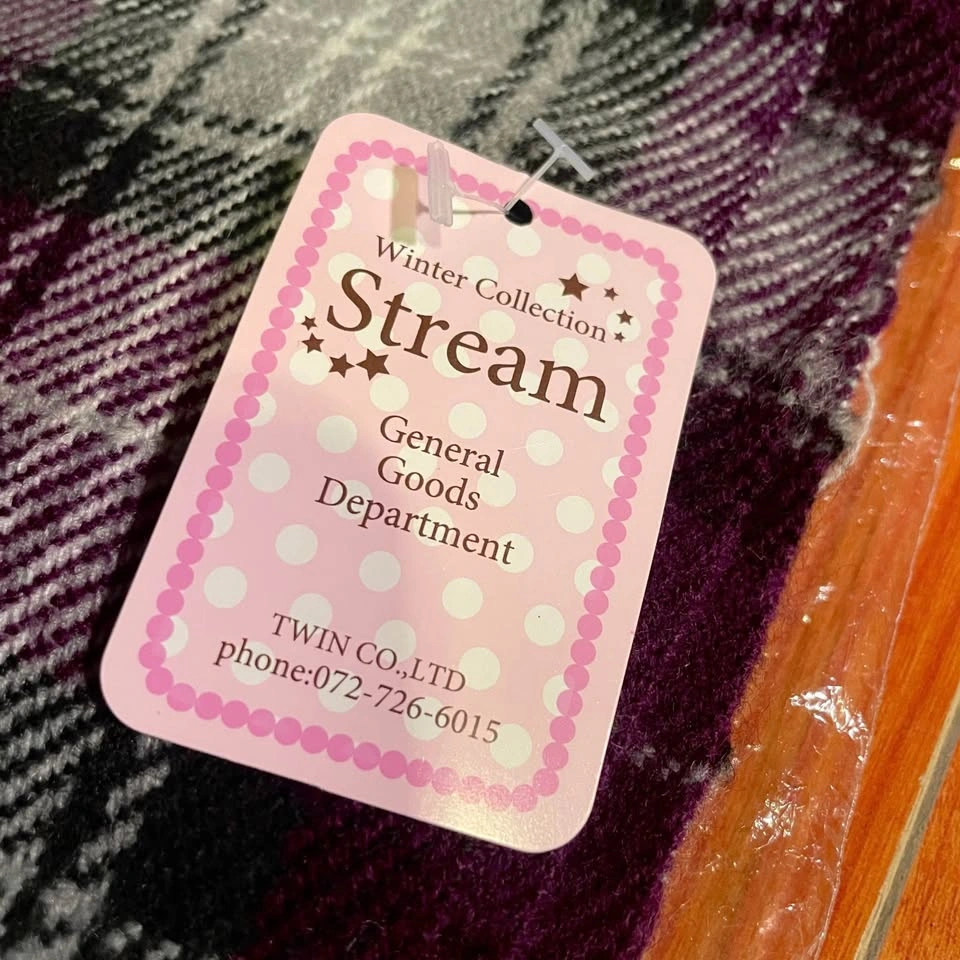 Winter Collection
Stream
General
Goods
Department
TWIN CO.,LTD
phone:072-726-6015